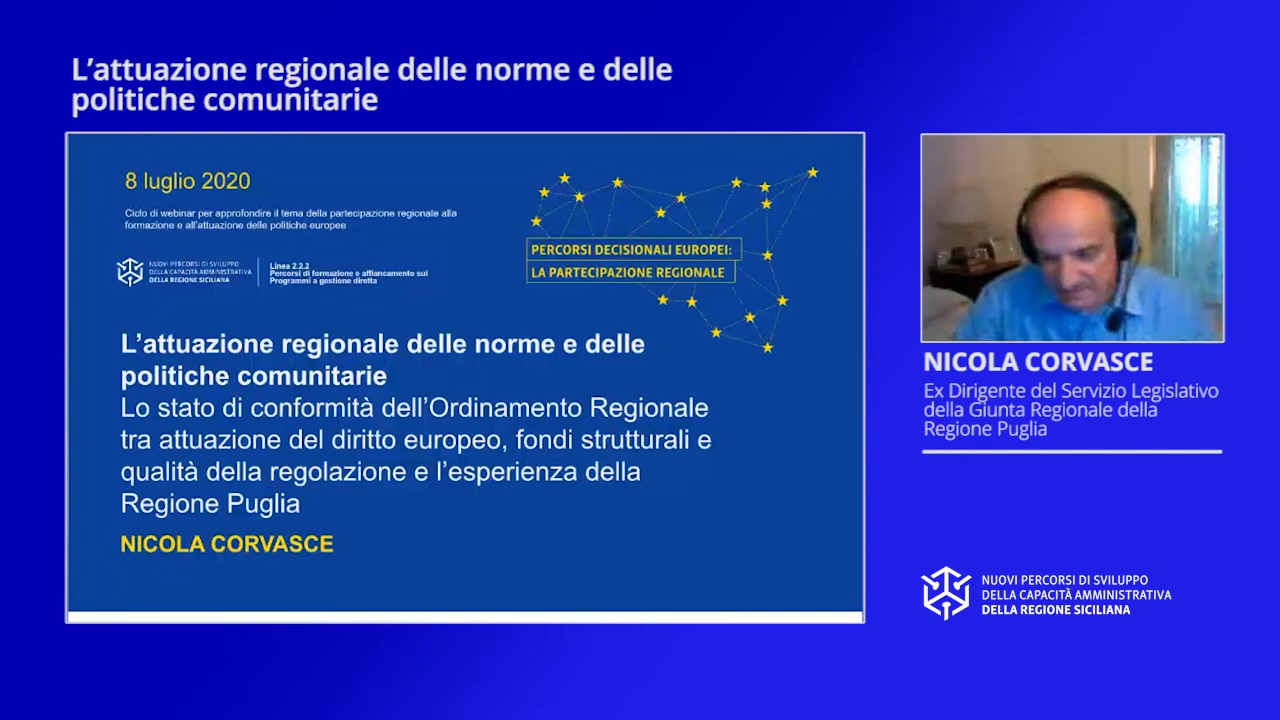 L'attuazione regionale delle norme e delle
politiche comunitarie
8 luglio 2020
Ciclo di webinar per approfondire il tema della partecipazione regionale alla
formazione e all'attuazione delle politiche europee
NUOVI PERCORSI DI SVILUPPO
DELLA CAPACITÀ AMMINISTRATIVA
DELLA REGIONE SICILIANA
Linea 2.2.2
Percorsi di formazione e affiancamento sui
Programmi a gestione diretta
PERCORSI DECISIONALI EUROPEI:
LA PARTECIPAZIONE REGIONALE
L'attuazione regionale delle norme e delle
politiche comunitarie
Lo stato di conformità dell'Ordinamento Regionale
tra attuazione del diritto europeo, fondi strutturali e
qualità della regolazione e l'esperienza della
Regione Puglia
NICOLA CORVASCE
NICOLA CORVASCE
Ex Dirigente del Servizio Legislativo
della Giunta Regionale della
Regione Puglia
NUOVI PERCORSI DI SVILUPPO
DELLA CAPACITÀ AMMINISTRATIVA
DELLA REGIONE SICILIANA